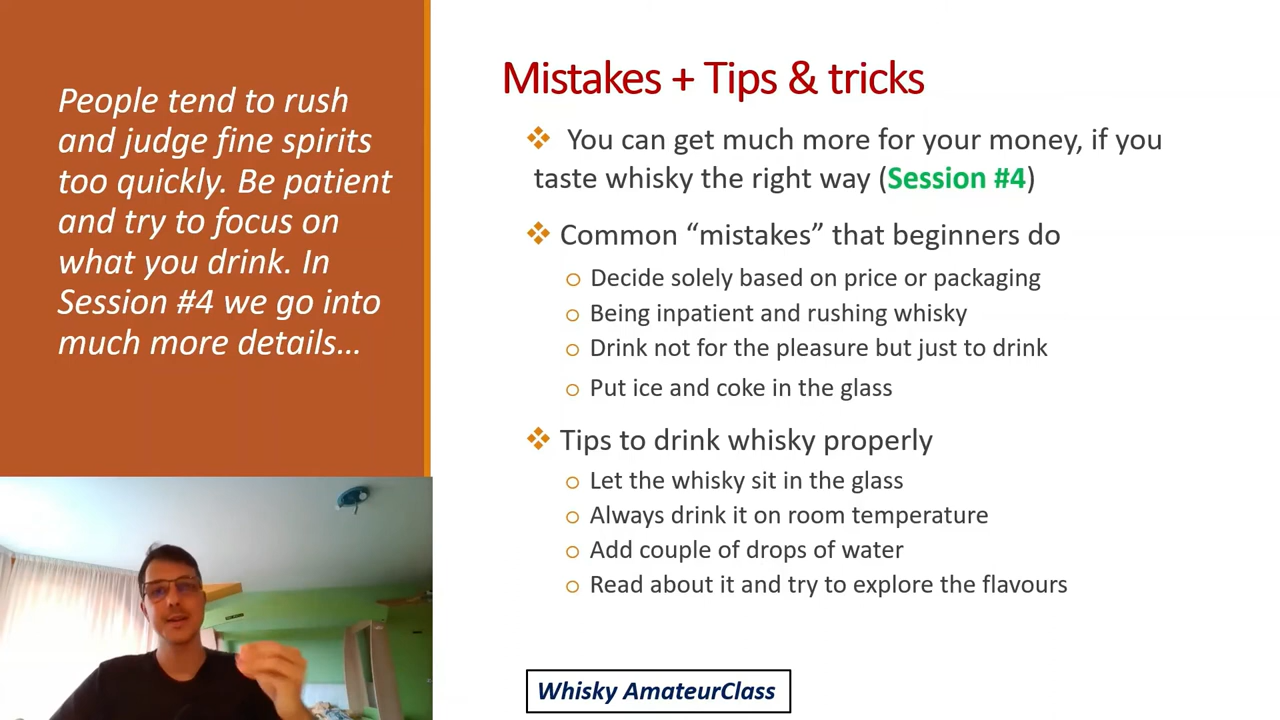 People tend to rush
and judge fine spirits
too quickly. Be patient
and try to focus on
what you drink. In
Session #4 we go into
much more details…
Mistakes + Tips & tricks
You can get much more for your money, if you
taste whisky the right way (Session #4)
Common “mistakes” that beginners do
Decide solely based on price or packaging
Being inpatient and rushing whisky
Drink not for the pleasure but just to drink
Put ice and coke in the glass
Tips to drink whisky properly
Let the whisky sit in the glass
Always drink it on room temperature
Add couple of drops of water
Read about it and try to explore the flavours
Whisky AmateurClass